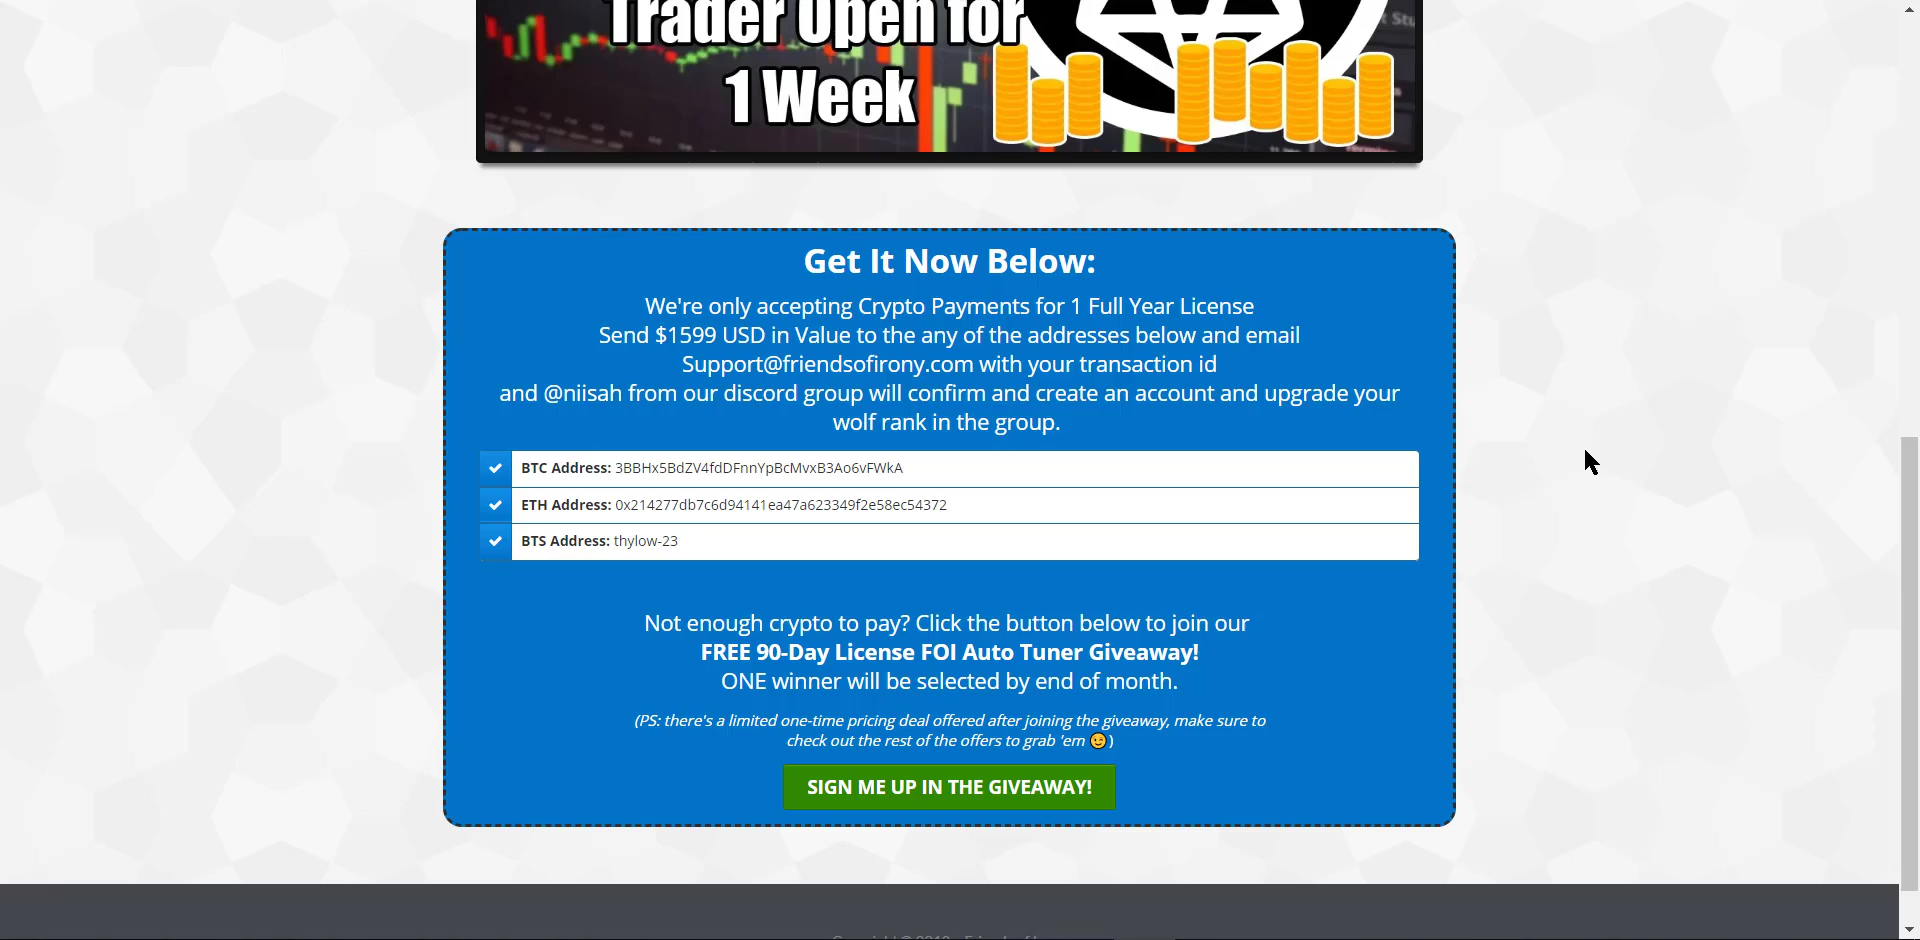 Trader Open for
1 Week
Get It Now Below:
We're only accepting Crypto Payments for 1 Full Year License
Send $1599 USD in Value to the any of the addresses below and email
Support@friendsofirony.com with your transaction id
and @niisah from our discord group will confirm and create an account and upgrade your
wolf rank in the group.
BTC Address: 3BBHx5BdZV4fdDFnnYpBcMvxB3Ao6vFWkA
ETH Address: 0x214277db7c6d94141ea47a623349f2e58ec54372
BTS Address: thylow-23
Not enough crypto to pay? Click the button below to join our
FREE 90-Day License FOI Auto Tuner Giveaway!
ONE winner will be selected by end of month.
(PS: there's a limited one-time pricing deal offered after joining the giveaway, make sure to
check out the rest of the offers to grab 'em 😉)
SIGN ME UP IN THE GIVEAWAY!